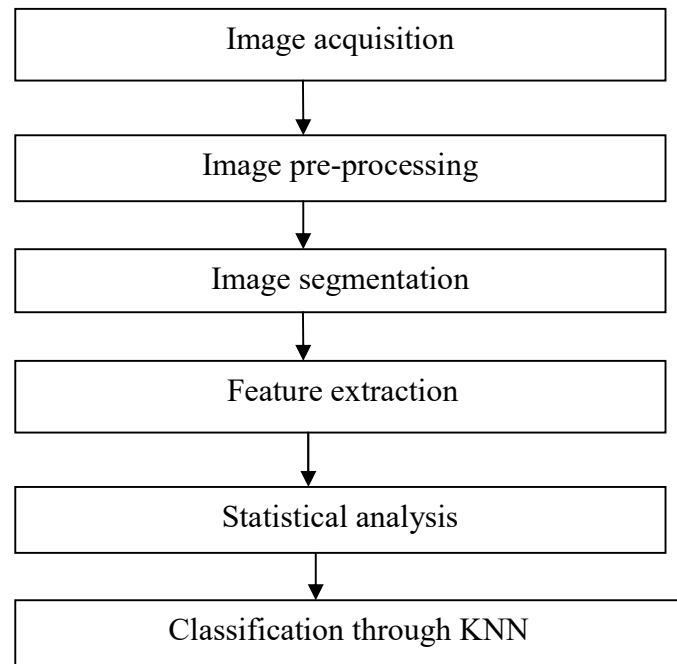 Image acquisition
Image pre-processing
Image segmentation
Feature extraction
Statistical analysis
Classification through KNN